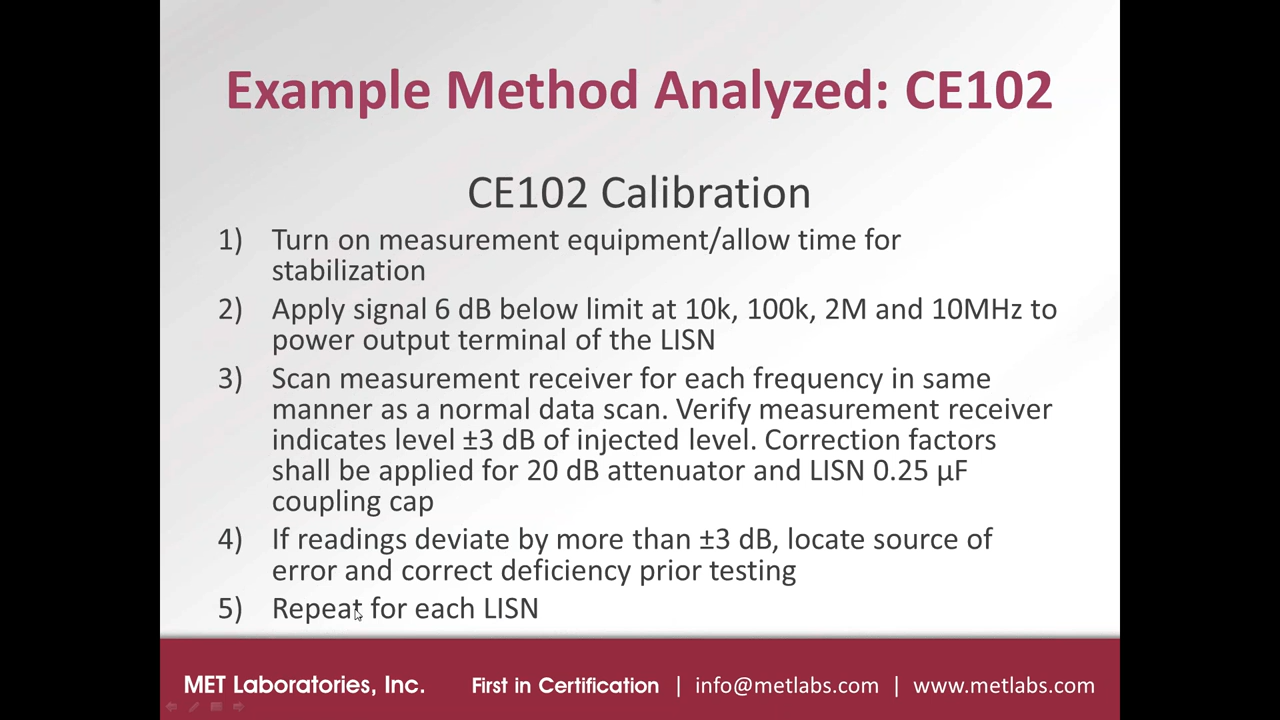 Example Method Analyzed: CE102
CE102 Calibration
1) Turn on measurement equipment/allow time for
stabilization
2) Apply signal 6 dB below limit at 10k, 100k, 2M and 10MHz to
power output terminal of the LISN
3) Scan measurement receiver for each frequency in same
manner as a normal data scan. Verify measurement receiver
indicates level ±3 dB of injected level. Correction factors
shall be applied for 20 dB attenuator and LISN 0.25 µF
coupling cap
4) If readings deviate by more than ±3 dB, locate source of
error and correct deficiency prior testing
5) Repeat for each LISN
MET Laboratories, Inc. First in Certification | info@metlabs.com | www.metlabs.com